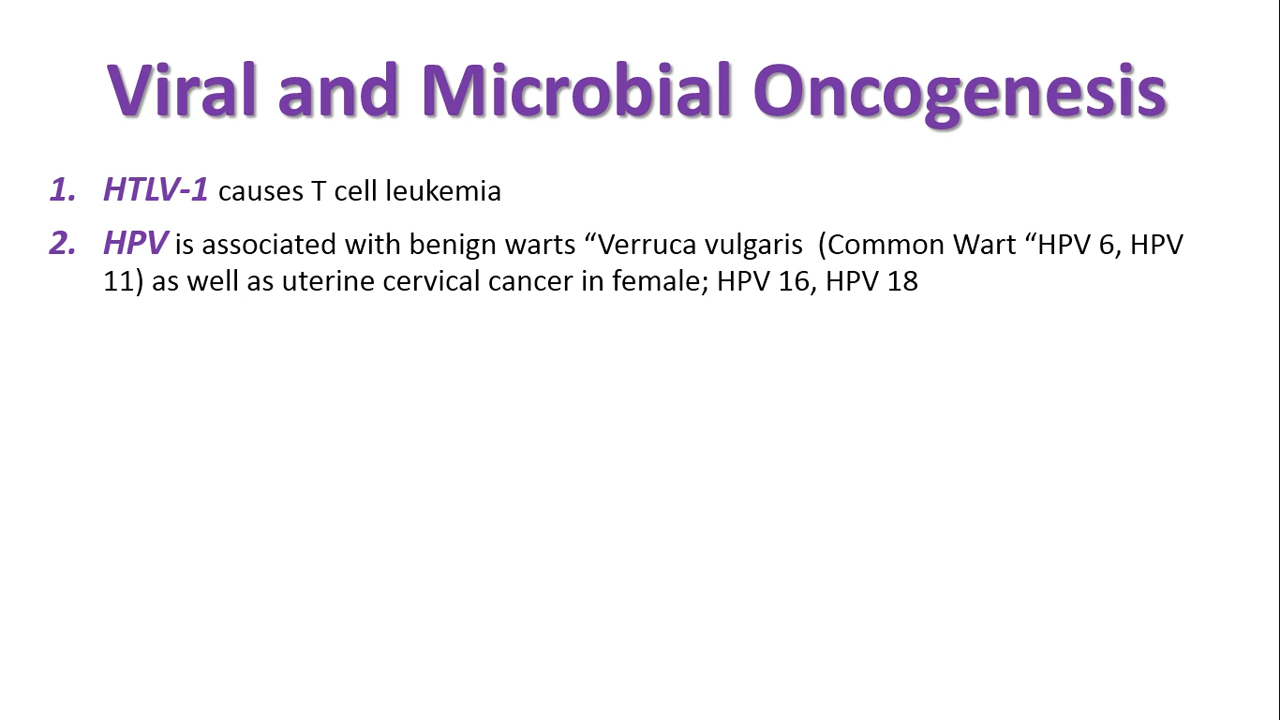 Viral and Microbial Oncogenesis
1. HTLV-1 causes T cell leukemia
2. HPV is associated with benign warts “Verruca vulgaris  (Common Wart “HPV 6, HPV
11) as well as uterine cervical cancer in female; HPV 16, HPV 18